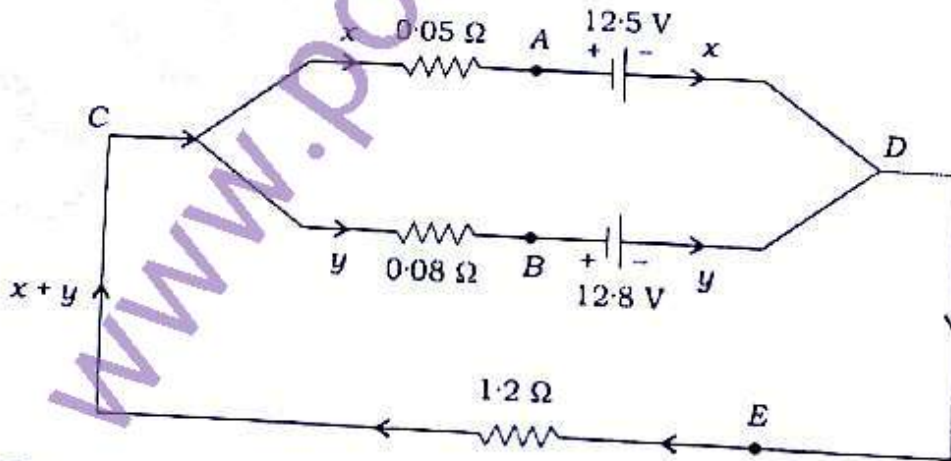 x 0·05 Ω A 12·5 V
+ − x
C
D
y 0·08 Ω B + − y
12·8 V
x + y
1·2 Ω
E
www.po